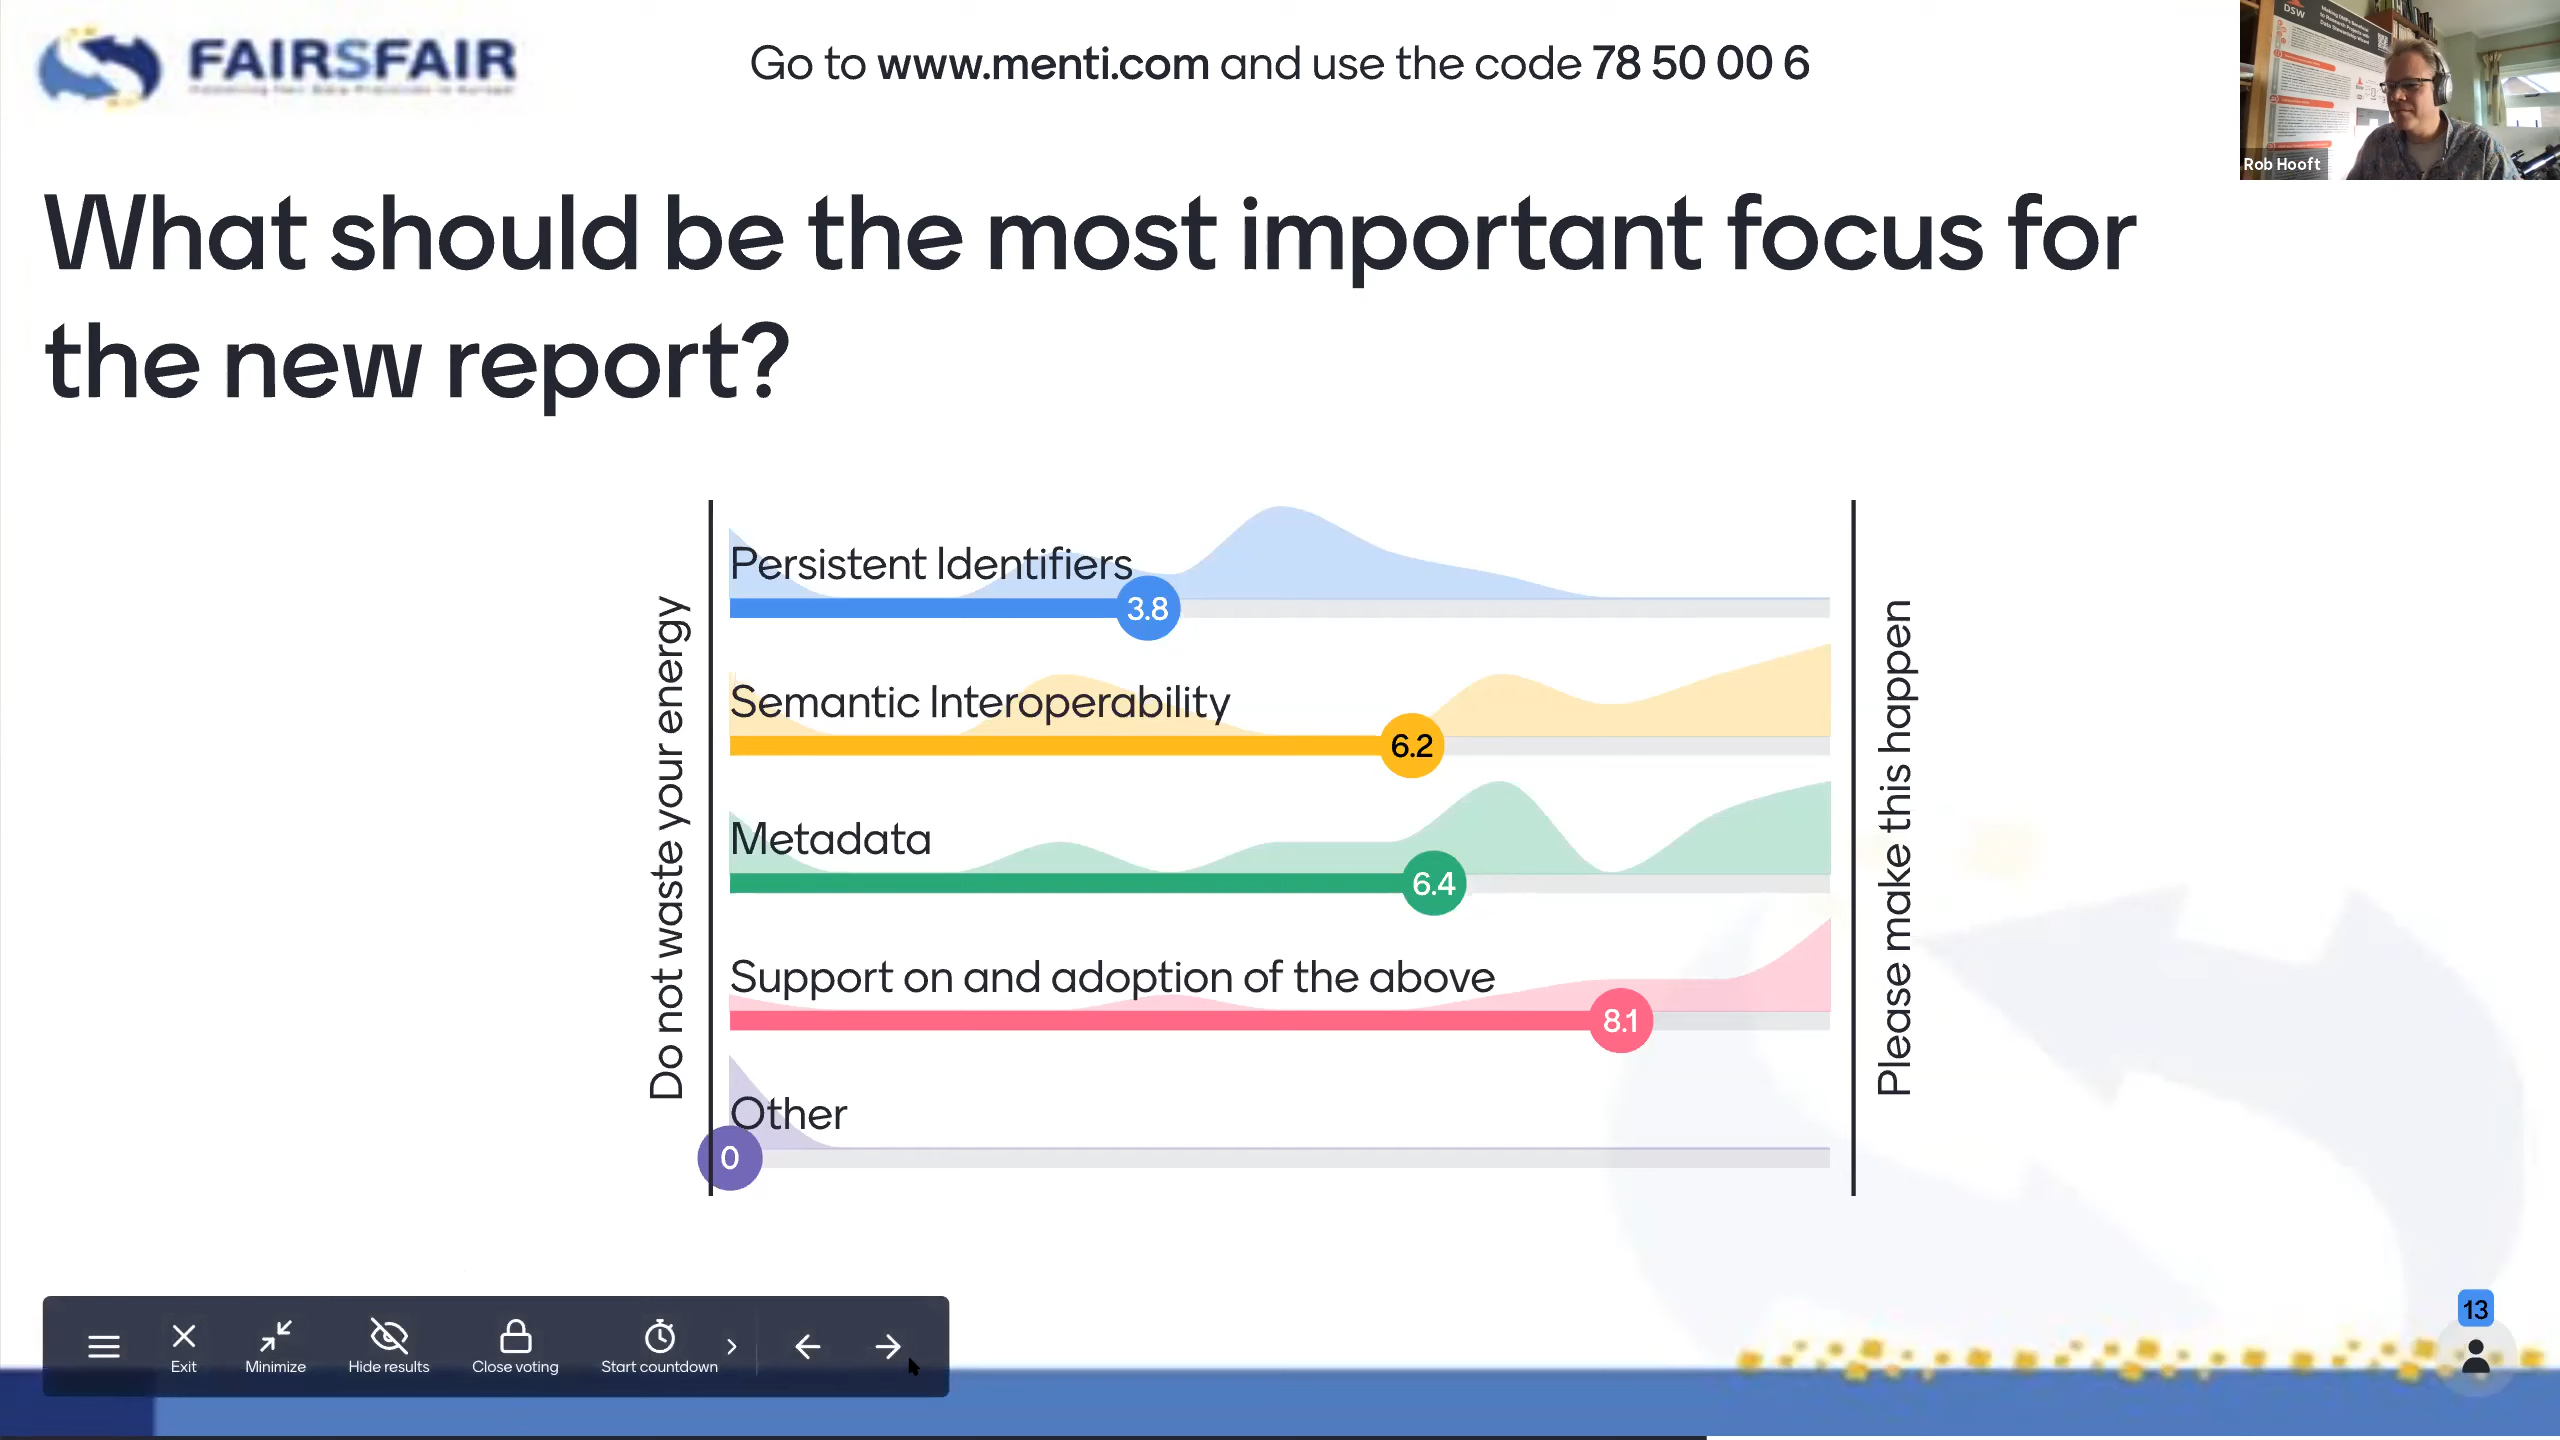 FAIRSFAIR
Go to www.menti.com and use the code 78 50 00 6
DSW
Rob Hooft
What should be the most important focus for
the new report?
Do not waste your energy
Please make this happen
Persistent Identifiers
3.8
Semantic Interoperability
6.2
Metadata
6.4
Support on and adoption of the above
8.1
Other
0
Exit
Minimize
Hide results
Close voting
Start countdown
13